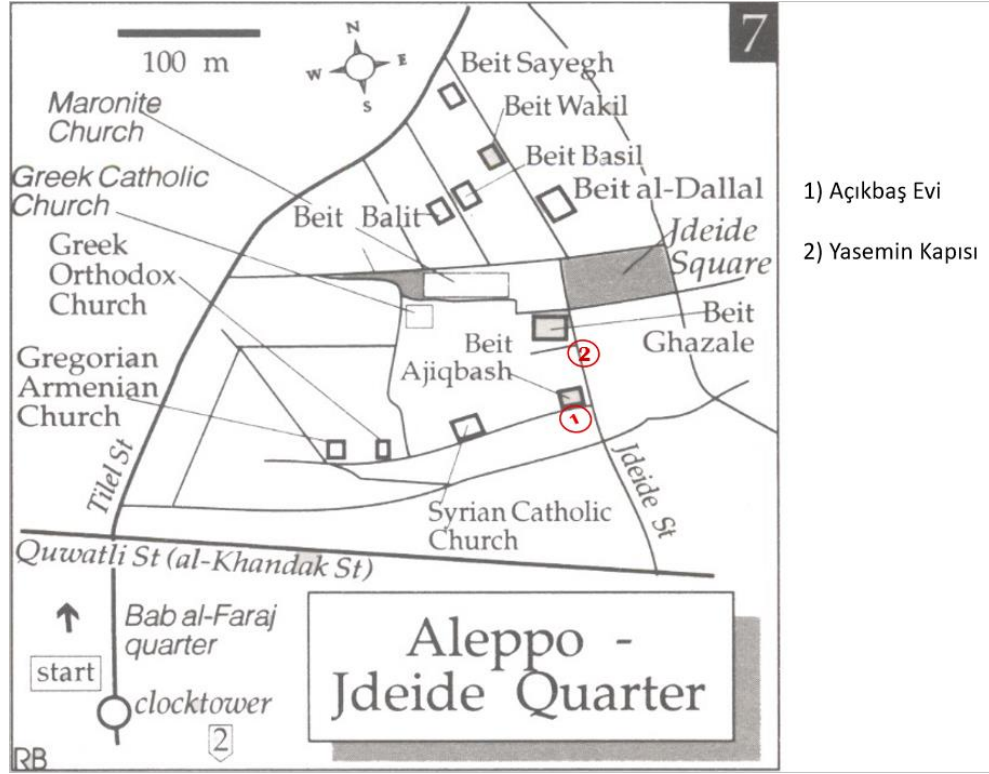 7
100 m
N
W
E
S
Beit Sayegh
Maronite
Church
Beit Wakil
Beit Basil
Greek Catholic
Church
Beit al-Dallal
1) Açıkbaş Evi
Beit Balit
Greek
Orthodox
Church
Jdeide
Square
2) Yasemin Kapısı
Beit
Ghazale
Beit
Ajiqbash
2
Gregorian
Armenian
Church
1
Tilel St
Jdeide St
Syrian Catholic
Church
Quwatli St (al-Khandak St)
Bab al-Faraj
quarter
start
clocktower
2
Aleppo -
Jdeide Quarter
RB